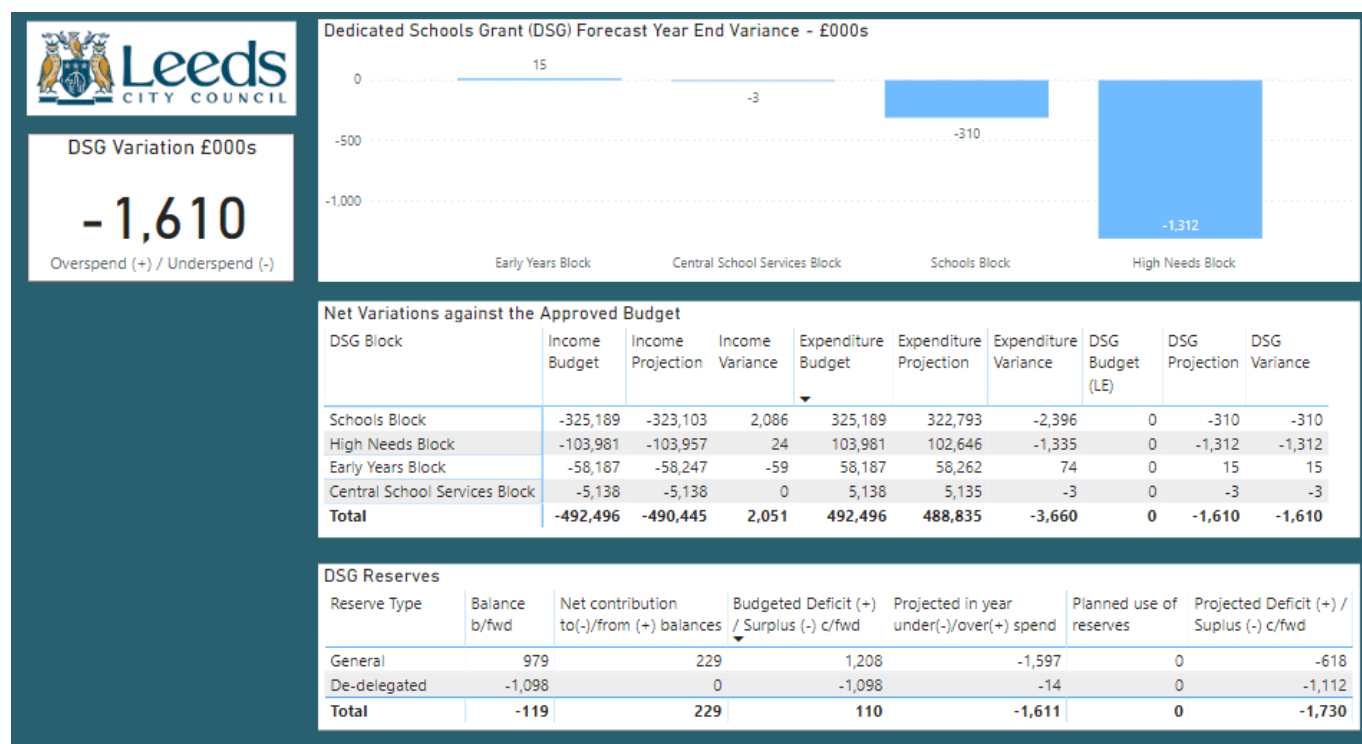 Leeds
CITY COUNCIL
DSG Variation £000s
-1,610
Overspend (+) / Underspend (-)
Dedicated Schools Grant (DSG) Forecast Year End Variance - £000s
15
0
-3
-310
-500
-1,000
-1,312
Early Years Block Central School Services Block Schools Block High Needs Block
Net Variations against the Approved Budget
DSG Block Income Income Income Expenditure Expenditure Expenditure DSG DSG DSG
Budget Projection Variance Budget Projection Variance Budget Projection Variance
(LE)
Schools Block -325,189 -323,103 2,086 325,189 322,793 -2,396 0 -310 -310
High Needs Block -103,981 -103,957 24 103,981 102,646 -1,335 0 -1,312 -1,312
Early Years Block -58,187 -58,247 -59 58,187 58,262 74 0 15 15
Central School Services Block -5,138 -5,138 0 5,138 5,135 -3 0 -3 -3
Total -492,496 -490,445 2,051 492,496 488,835 -3,660 0 -1,610 -1,610
DSG Reserves
Reserve Type Balance Net contribution Budgeted Deficit (+) Projected in year Planned use of Projected Deficit (+) /
b/fwd to(-)/from (+) balances / Surplus (-) c/fwd under(-)/over(+) spend reserves Suplus (-) c/fwd
General 979 229 1,208 -1,597 0 -618
De-delegated -1,098 0 -1,098 -14 0 -1,112
Total -119 229 110 -1,611 0 -1,730